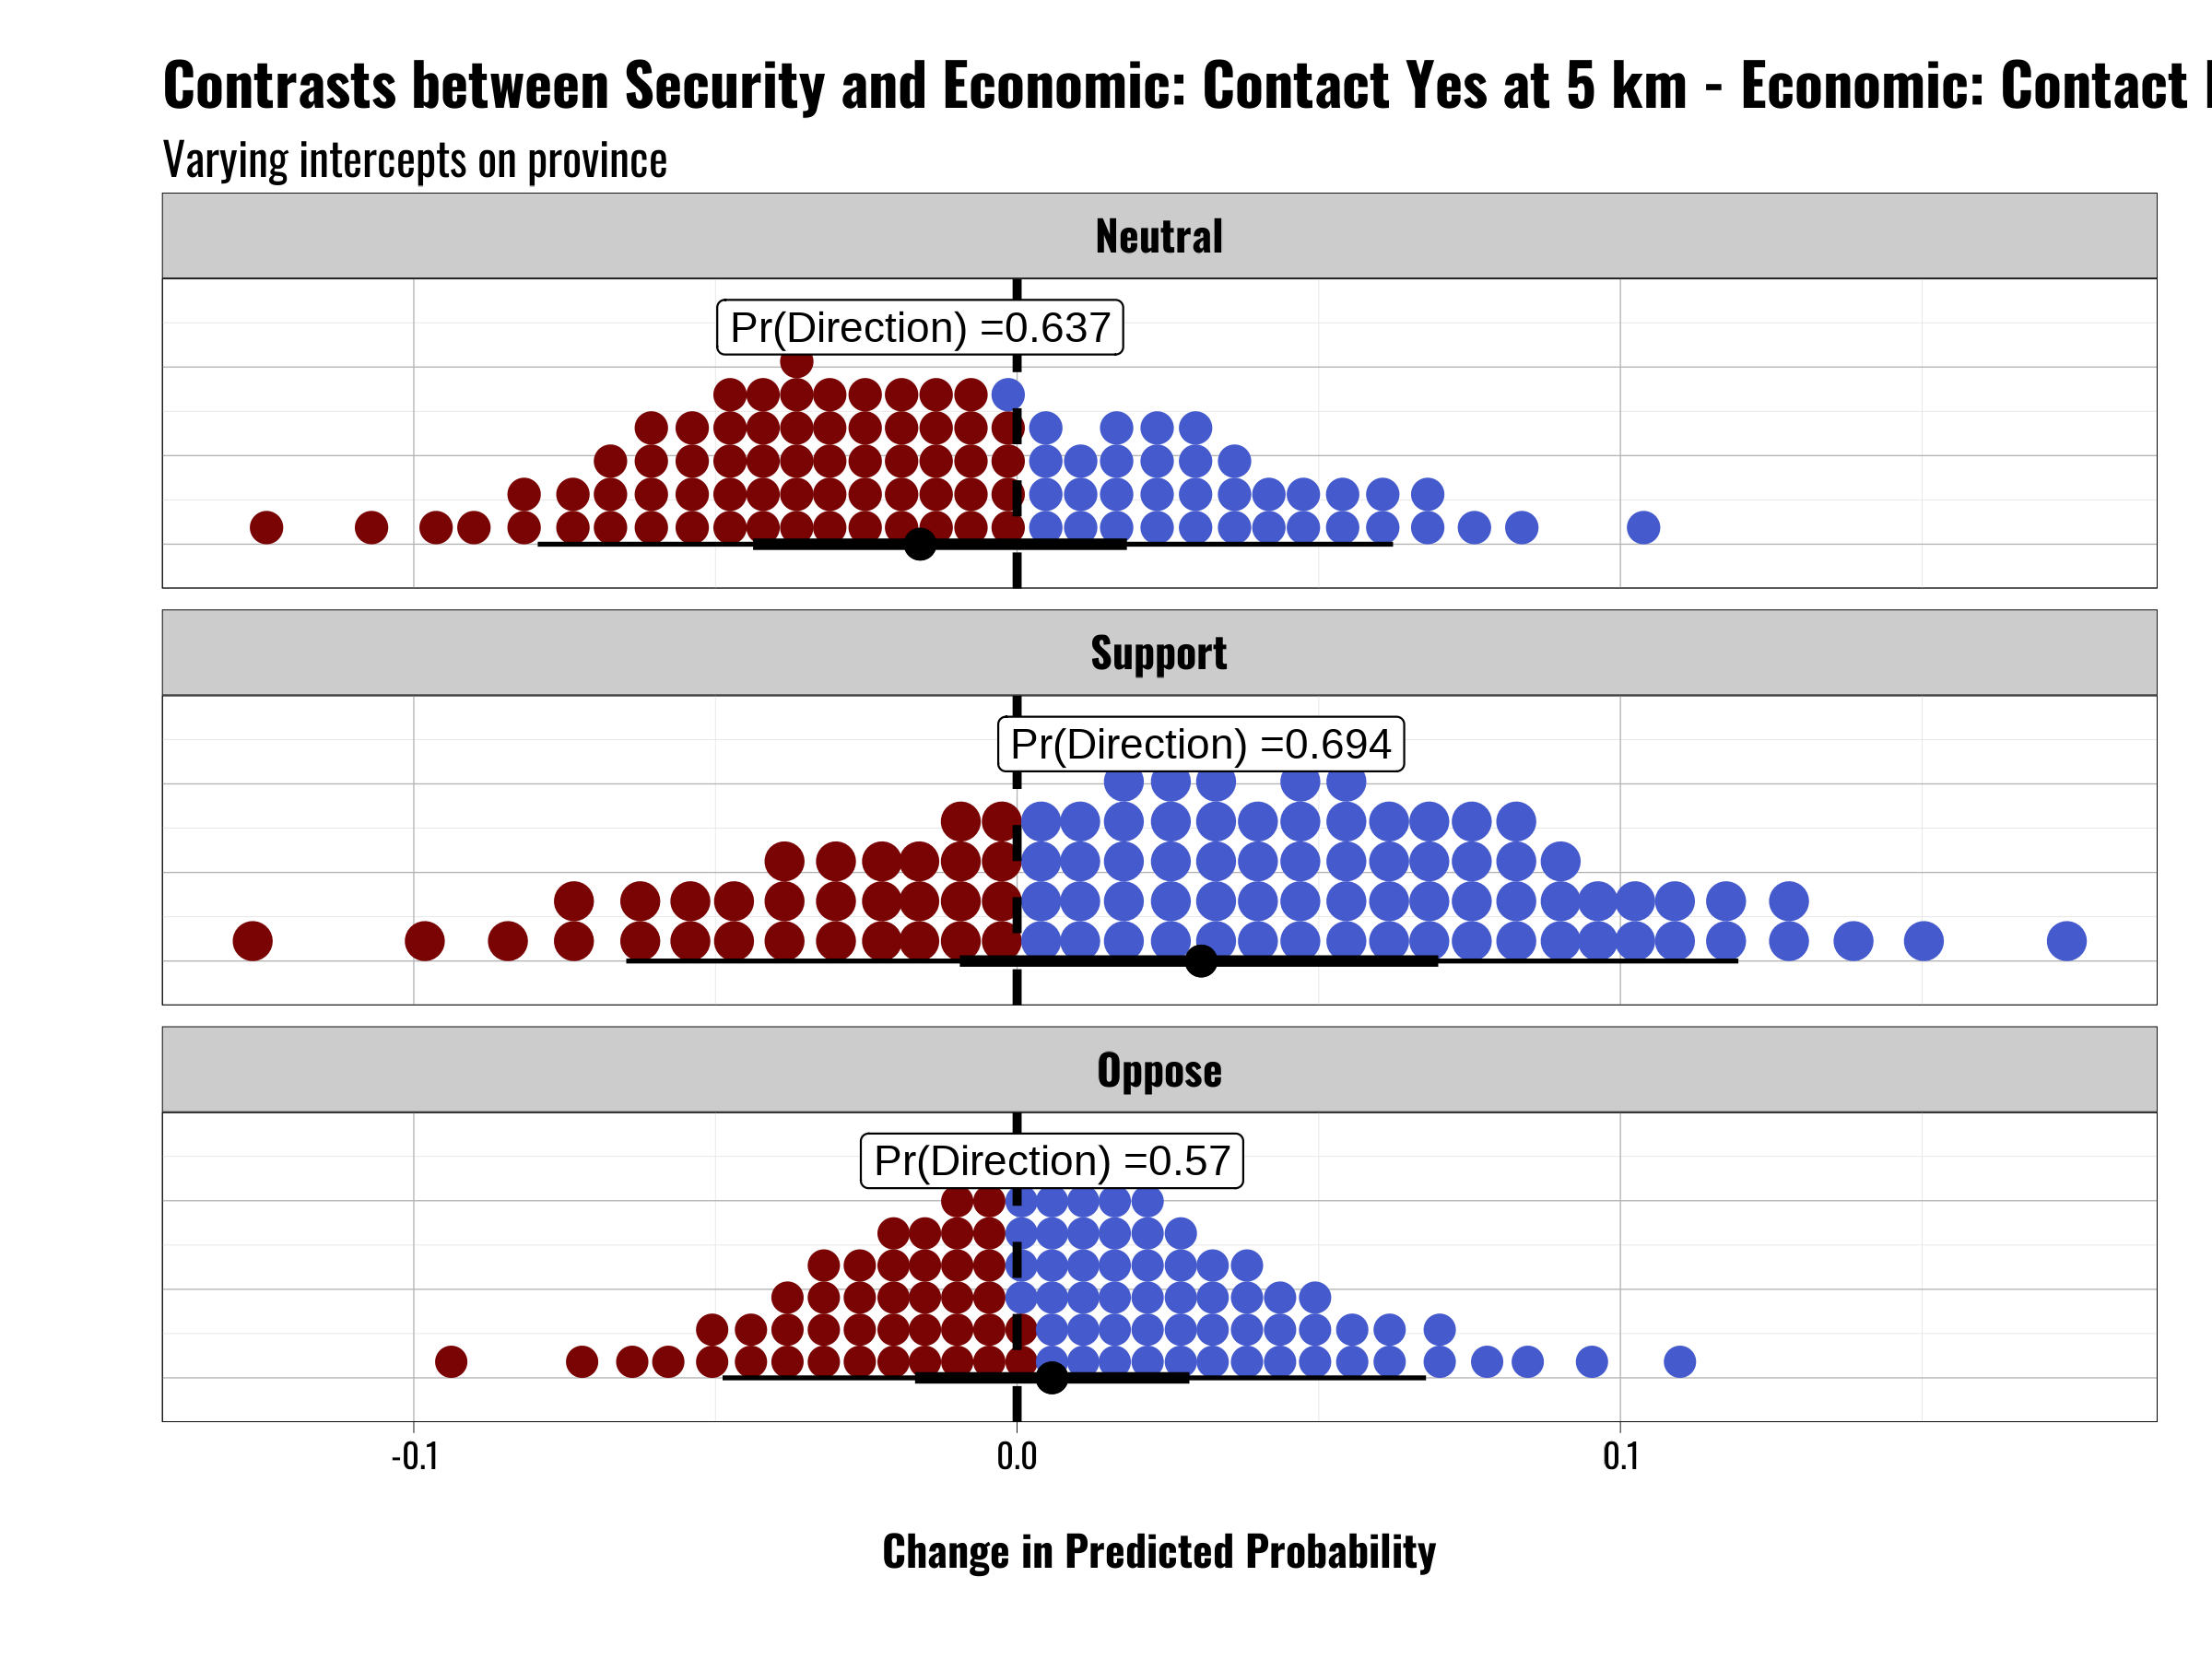 Contrasts between Security and Economic: Contact Yes at 5 km - Economic: Contact
Varying intercepts on province
Neutral
Pr(Direction) =0.637
Support
Pr(Direction) =0.694
Oppose
Pr(Direction) =0.57
-0.1 0.0 0.1
Change in Predicted Probability